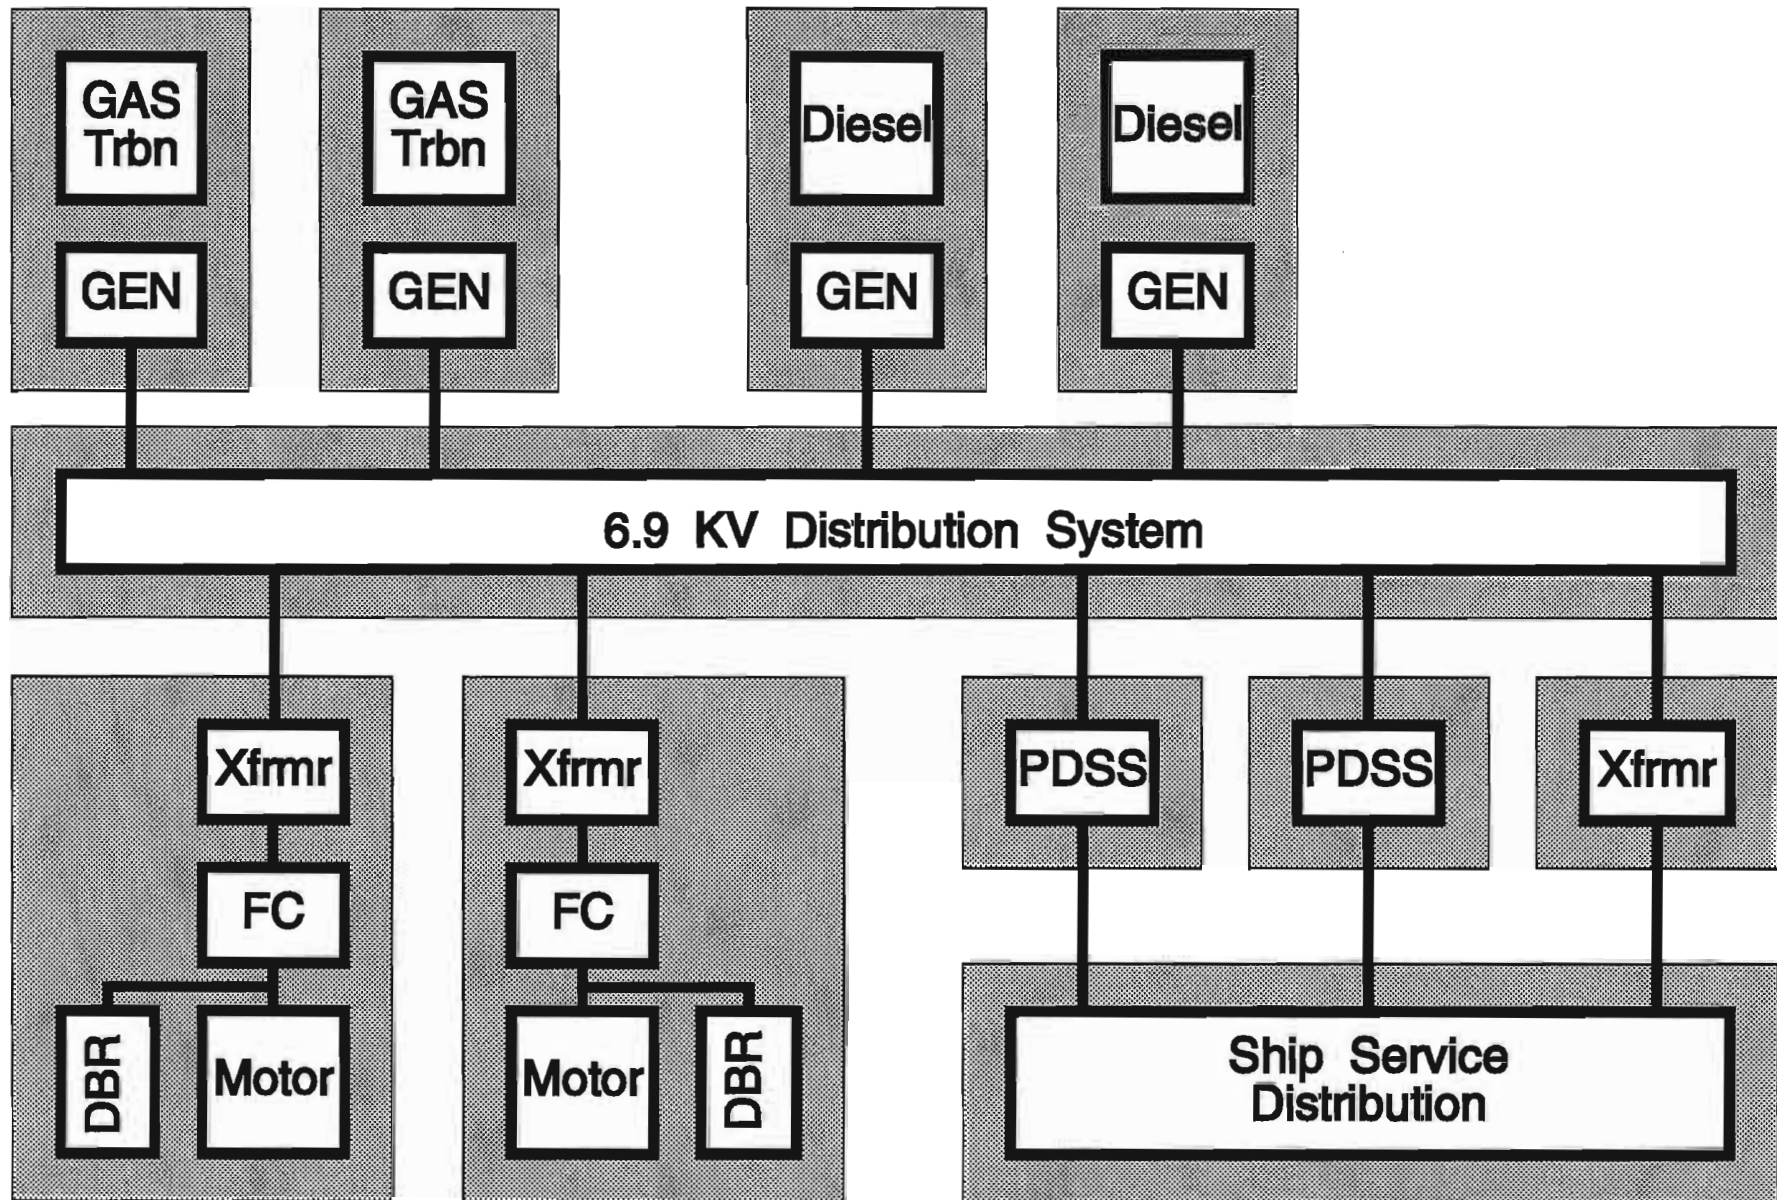 GAS
Trbn
GAS
Trbn
Diesel
Diesel
GEN
GEN
GEN
GEN
6.9 KV Distribution System
Xfrmr
Xfrmr
PDSS
PDSS
Xfrmr
FC
FC
DBR
Motor
Motor
DBR
Ship Service
Distribution